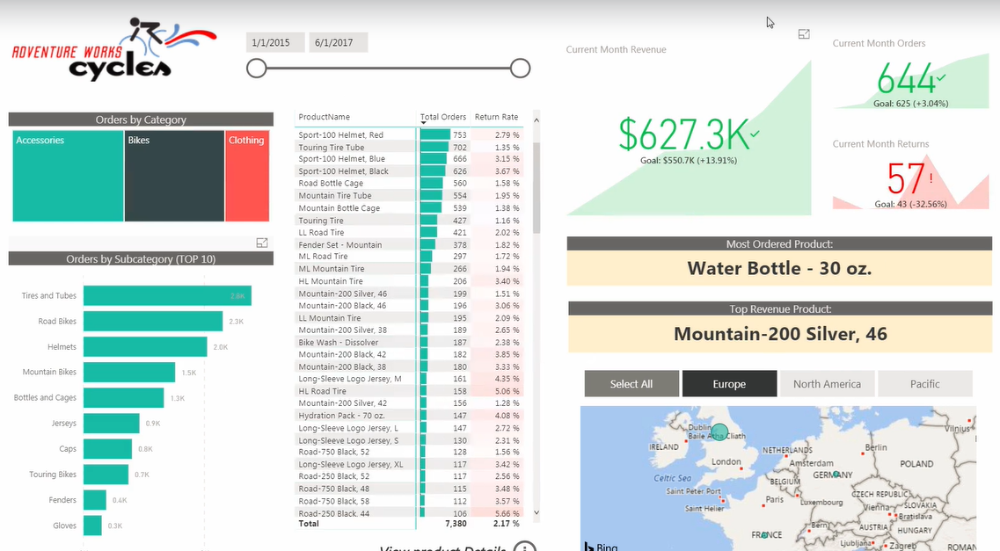 ADVENTURE WORKS
cycles
1/1/2015
6/1/2017
Orders by Category
Accessories
Bikes
Clothing
Orders by Subcategory (TOP 10)
Tires and Tubes 2.8K
Road Bikes 2.3K
Helmets 2.0K
Mountain Bikes 1.5K
Bottles and Cages 1.3K
Jerseys 0.9K
Caps 0.8K
Touring Bikes 0.7K
Fenders 0.4K
Gloves 0.3K
ProductName Total Orders Return Rate
Sport-100 Helmet, Red 753 2.79 %
Touring Tire Tube 702 1.35 %
Sport-100 Helmet, Blue 666 3.15 %
Sport-100 Helmet, Black 626 3.67 %
Road Bottle Cage 560 1.58 %
Mountain Tire Tube 554 1.95 %
Mountain Bottle Cage 539 1.38 %
Touring Tire 427 1.16 %
LL Road Tire 421 2.02 %
Fender Set - Mountain 378 1.82 %
ML Road Tire 297 1.72 %
ML Mountain Tire 266 1.94 %
HL Mountain Tire 206 3.40 %
Mountain-200 Silver, 46 199 1.51 %
Mountain-200 Black, 46 196 3.06 %
LL Mountain Tire 195 2.09 %
Mountain-200 Silver, 38 189 2.65 %
Bike Wash - Dissolver 187 2.38 %
Mountain-200 Black, 42 182 3.85 %
Mountain-200 Black, 38 180 3.33 %
Long-Sleeve Logo Jersey, M 161 4.35 %
HL Road Tire 158 5.06 %
Mountain-200 Silver, 42 156 1.28 %
Hydration Pack - 70 oz. 147 4.08 %
Long-Sleeve Logo Jersey, L 147 2.72 %
Long-Sleeve Logo Jersey, S 130 2.31 %
Road-750 Black, 52 128 1.56 %
Long-Sleeve Logo Jersey, XL 117 3.42 %
Road-250 Black, 52 117 2.56 %
Road-750 Black, 48 115 3.48 %
Road-750 Black, 58 112 3.57 %
Road-250 Black, 44 106 5.66 %
Total 7,380 2.17 %
View product Details
Current Month Revenue
$627.3K
Goal: $550.7K (+13.91%)
Current Month Orders
644
Goal: 625 (+3.04%)
Current Month Returns
57 !
Goal: 43 (-32.56%)
Most Ordered Product:
Water Bottle - 30 oz.
Top Revenue Product:
Mountain-200 Silver, 46
Select All
Europe
North America
Pacific
Dublin
Baile Átha Cliath
IRELAND
London
Celtic Sea
NETHERLANDS
Amsterdam
Berlin
Vilnius
POLAND
GERMANY
BELGIUM
Saint Peter Port
Saint Helier
Paris
Luxembourg
CZECH REPUBLIC
SLOVAKIA
Vienna
Bratislava
Bern
AUSTRIA
HUNGARY
FRANCE
Ljubljana
Zagreb
ROMAN
Bing